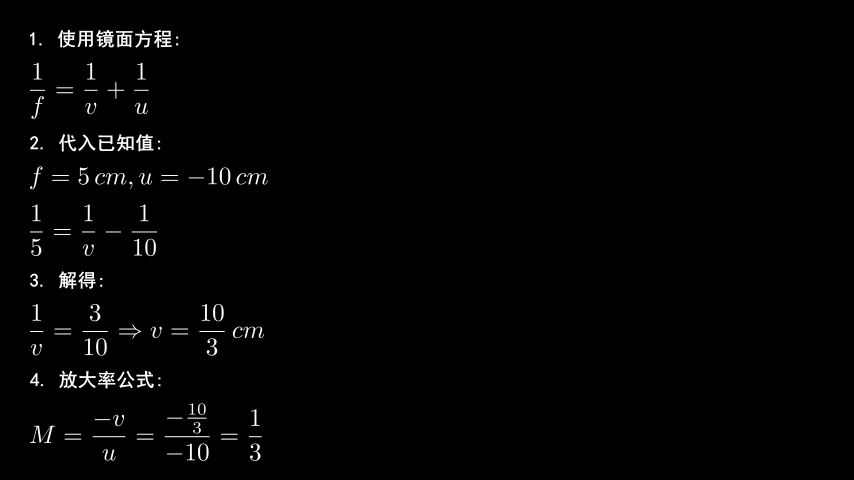 1. 使用镜面方程:
\frac{1}{f} = \frac{1}{v} + \frac{1}{u}
2. 代入已知值:
f = 5 cm, u = −10 cm
\frac{1}{5} = \frac{1}{v} − \frac{1}{10}
3. 解得:
\frac{1}{v} = \frac{3}{10} ⇒ v = \frac{10}{3} cm
4. 放大率公式:
M = \frac{−v}{u} = \frac{−\frac{10}{3}}{−10} = \frac{1}{3}